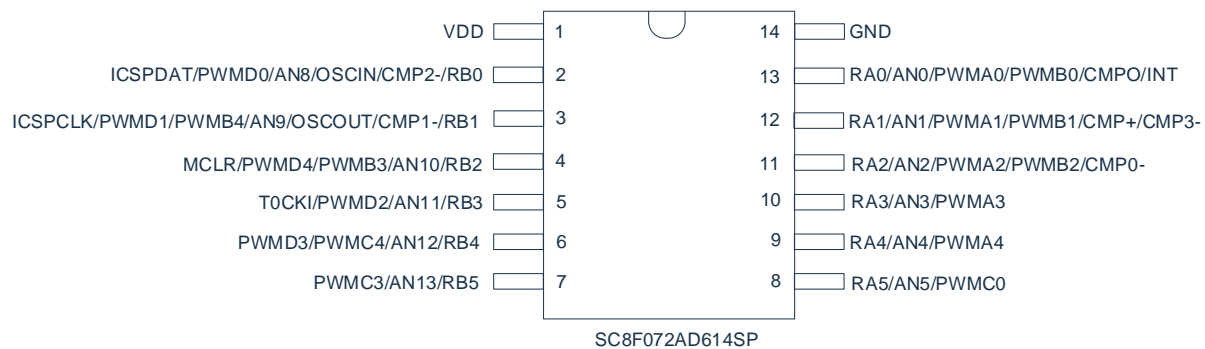 VDD 1 14 GND
ICSPDAT/PWMD0/AN8/OSCIN/CMP2-/RB0 2 13 RA0/AN0/PWMA0/PWMB0/CMPO/INT
ICSPCLK/PWMD1/PWMB4/AN9/OSCOUT/CMP1-/RB1 3 12 RA1/AN1/PWMA1/PWMB1/CMP+/CMP3-
MCLR/PWMD4/PWMB3/AN10/RB2 4 11 RA2/AN2/PWMA2/PWMB2/CMP0-
T0CKI/PWMD2/AN11/RB3 5 10 RA3/AN3/PWMA3
PWMD3/PWMC4/AN12/RB4 6 9 RA4/AN4/PWMA4
PWMC3/AN13/RB5 7 8 RA5/AN5/PWMC0
SC8F072AD614SP